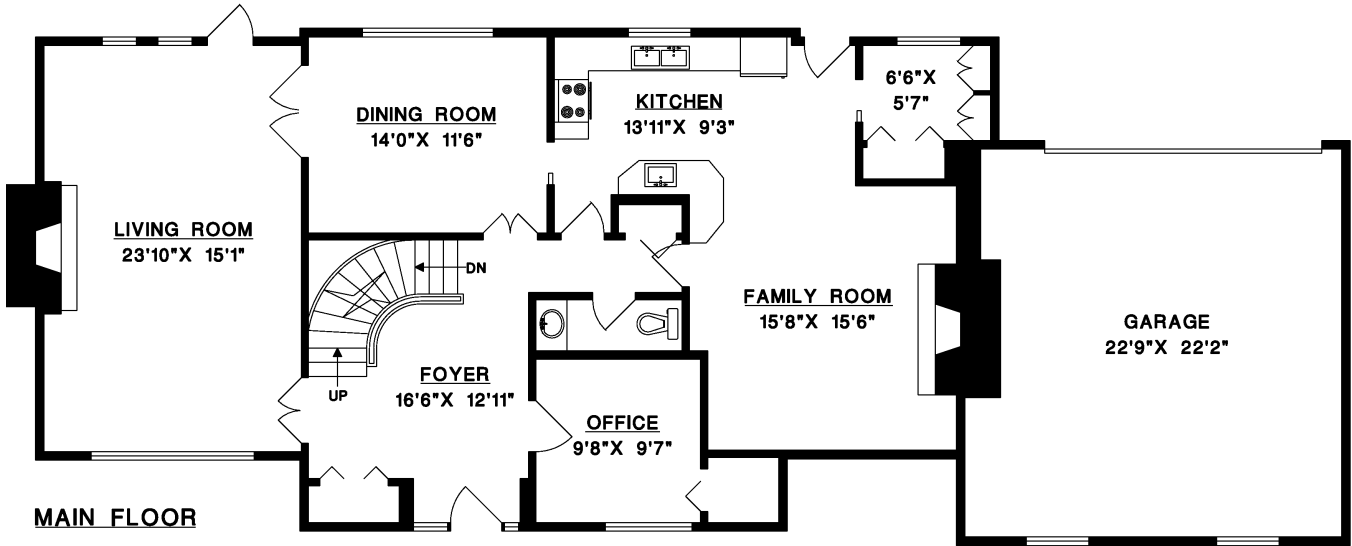 6'6"X
5'7"
DINING ROOM
14'0"X 11'6"
KITCHEN
13'11"X 9'3"
LIVING ROOM
23'10"X 15'1"
DN
FAMILY ROOM
15'8"X 15'6"
GARAGE
22'9"X 22'2"
UP
FOYER
16'6"X 12'11"
OFFICE
9'8"X 9'7"
MAIN FLOOR